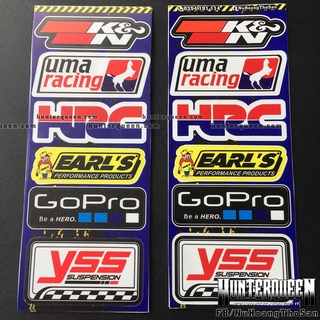 K&N
K&N
uma
racing
uma
racing
HRC
HRC
EARL'S
PERFORMANCE PRODUCTS
EARL'S
PERFORMANCE PRODUCTS
GoPro
Be a HERO.
GoPro
Be a HERO.
YSS
SUSPENSION
YSS
SUSPENSION
HUNTERQUEEN
FB/NuHoangThoSan